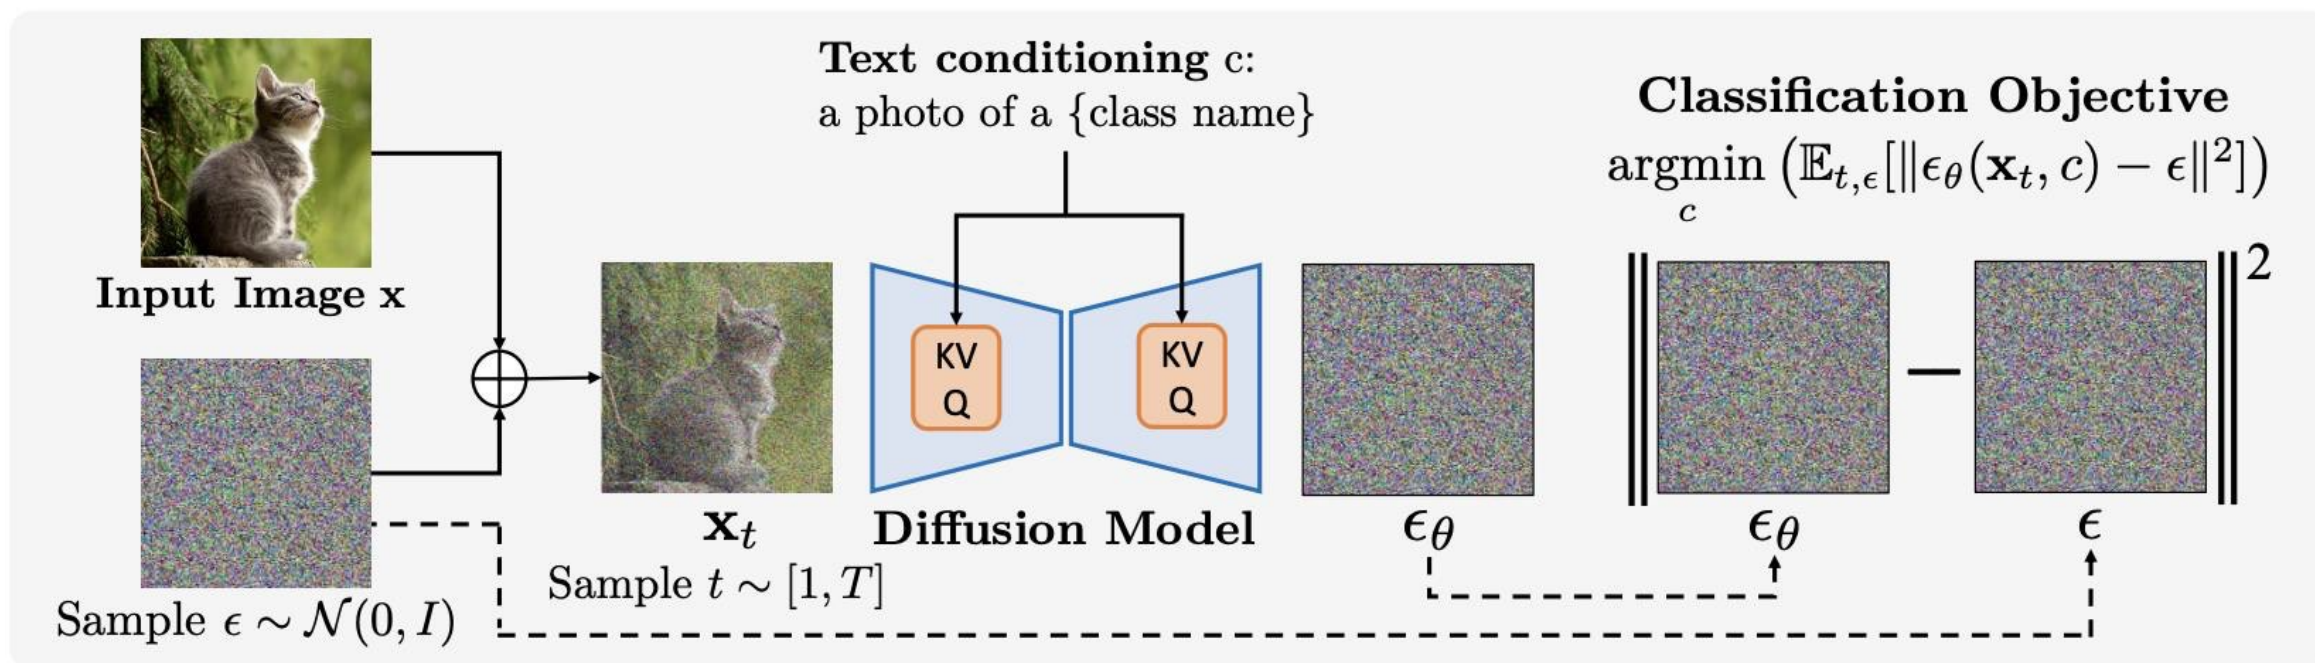 Text conditioning c:
a photo of a {class name}
Classification Objective
argmin_c (𝔼_{t,ϵ}[‖ϵ_θ(𝐱_t, c) − ϵ‖²])
Input Image x
KV
Q
KV
Q
‖ − ‖²
𝐱_t
Diffusion Model
ϵ_θ
ϵ_θ
ϵ
Sample t ∼ [1, T]
Sample ϵ ∼ 𝒩(0, I)